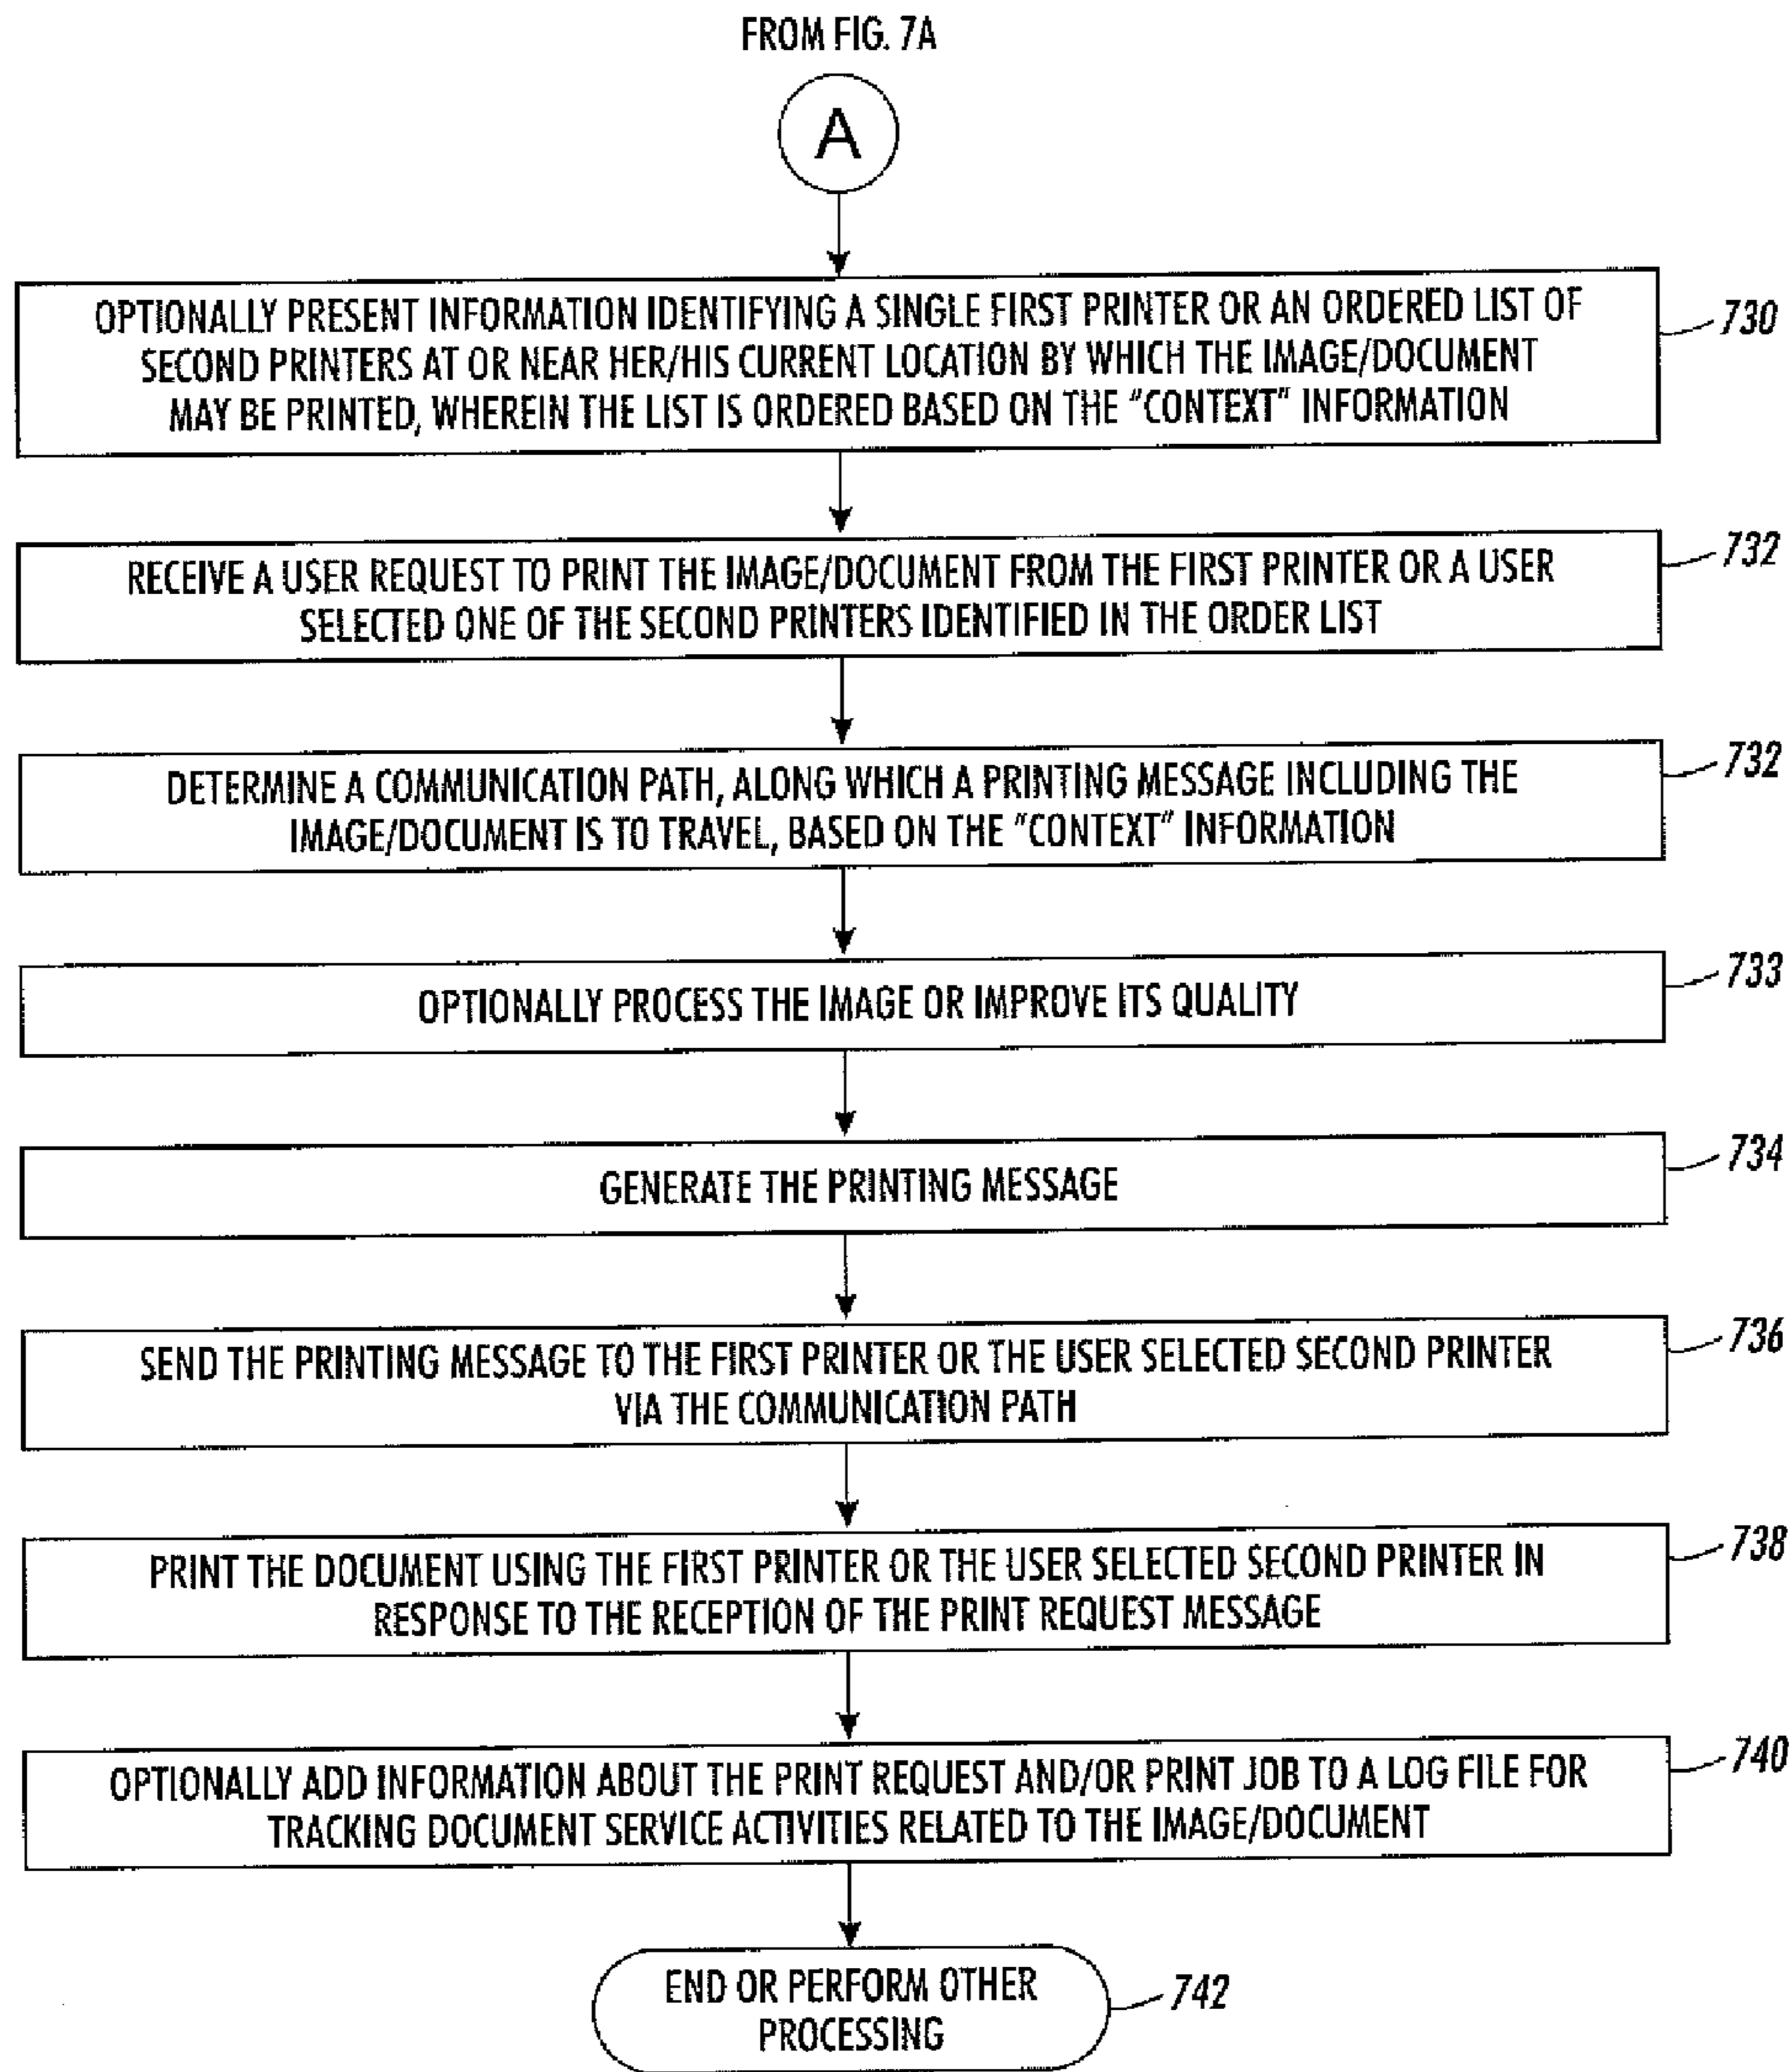 FROM FIG. 7A
A
OPTIONALLY PRESENT INFORMATION IDENTIFYING A SINGLE FIRST PRINTER OR AN ORDERED LIST OF
SECOND PRINTERS AT OR NEAR HER/HIS CURRENT LOCATION BY WHICH THE IMAGE/DOCUMENT
MAY BE PRINTED, WHEREIN THE LIST IS ORDERED BASED ON THE "CONTEXT" INFORMATION
730
RECEIVE A USER REQUEST TO PRINT THE IMAGE/DOCUMENT FROM THE FIRST PRINTER OR A USER
SELECTED ONE OF THE SECOND PRINTERS IDENTIFIED IN THE ORDER LIST
732
DETERMINE A COMMUNICATION PATH, ALONG WHICH A PRINTING MESSAGE INCLUDING THE
IMAGE/DOCUMENT IS TO TRAVEL, BASED ON THE "CONTEXT" INFORMATION
732
OPTIONALLY PROCESS THE IMAGE OR IMPROVE ITS QUALITY
733
GENERATE THE PRINTING MESSAGE
734
SEND THE PRINTING MESSAGE TO THE FIRST PRINTER OR THE USER SELECTED SECOND PRINTER
VIA THE COMMUNICATION PATH
736
PRINT THE DOCUMENT USING THE FIRST PRINTER OR THE USER SELECTED SECOND PRINTER IN
RESPONSE TO THE RECEPTION OF THE PRINT REQUEST MESSAGE
738
OPTIONALLY ADD INFORMATION ABOUT THE PRINT REQUEST AND/OR PRINT JOB TO A LOG FILE FOR
TRACKING DOCUMENT SERVICE ACTIVITIES RELATED TO THE IMAGE/DOCUMENT
740
END OR PERFORM OTHER
PROCESSING
742